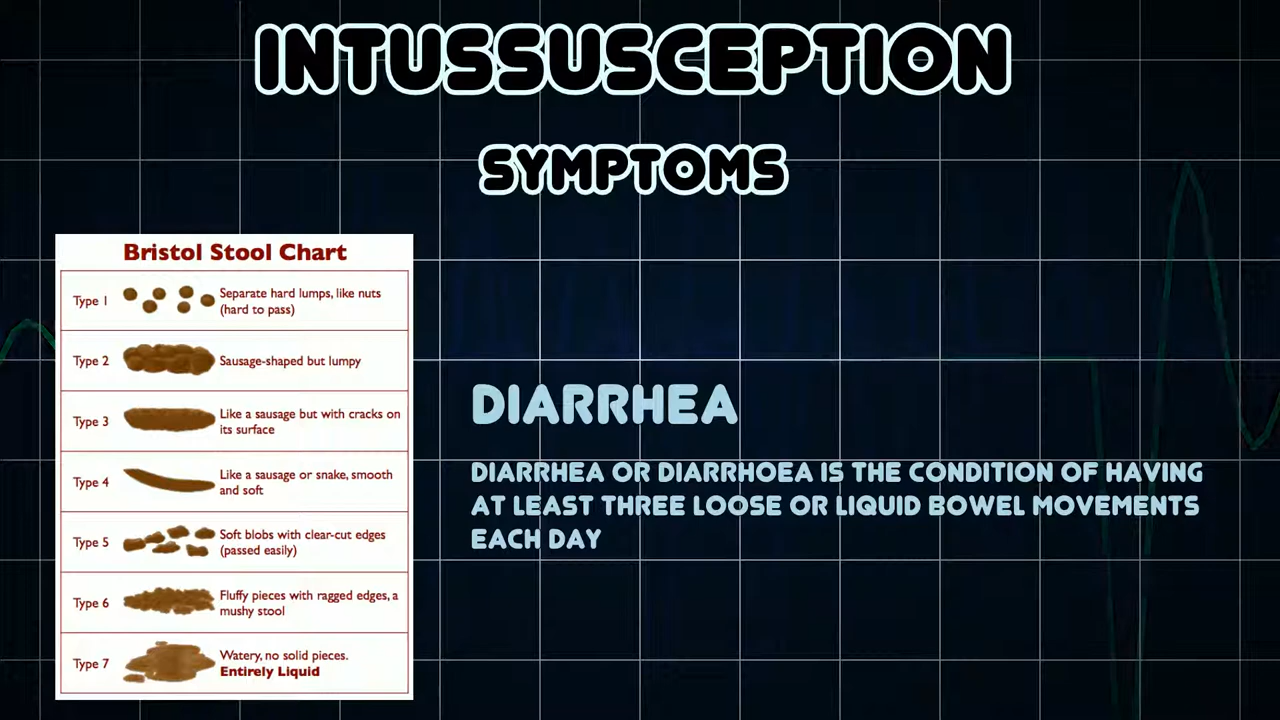 INTUSSUSCEPTION
SYMPTOMS
Bristol Stool Chart
Type 1
Separate hard lumps, like nuts
(hard to pass)
Type 2
Sausage-shaped but lumpy
Type 3
Like a sausage but with cracks on
its surface
Type 4
Like a sausage or snake, smooth
and soft
Type 5
Soft blobs with clear-cut edges
(passed easily)
Type 6
Fluffy pieces with ragged edges, a
mushy stool
Type 7
Watery, no solid pieces.
Entirely Liquid
DIARRHEA
DIARRHEA OR DIARRHOEA IS THE CONDITION OF HAVING
AT LEAST THREE LOOSE OR LIQUID BOWEL MOVEMENTS
EACH DAY